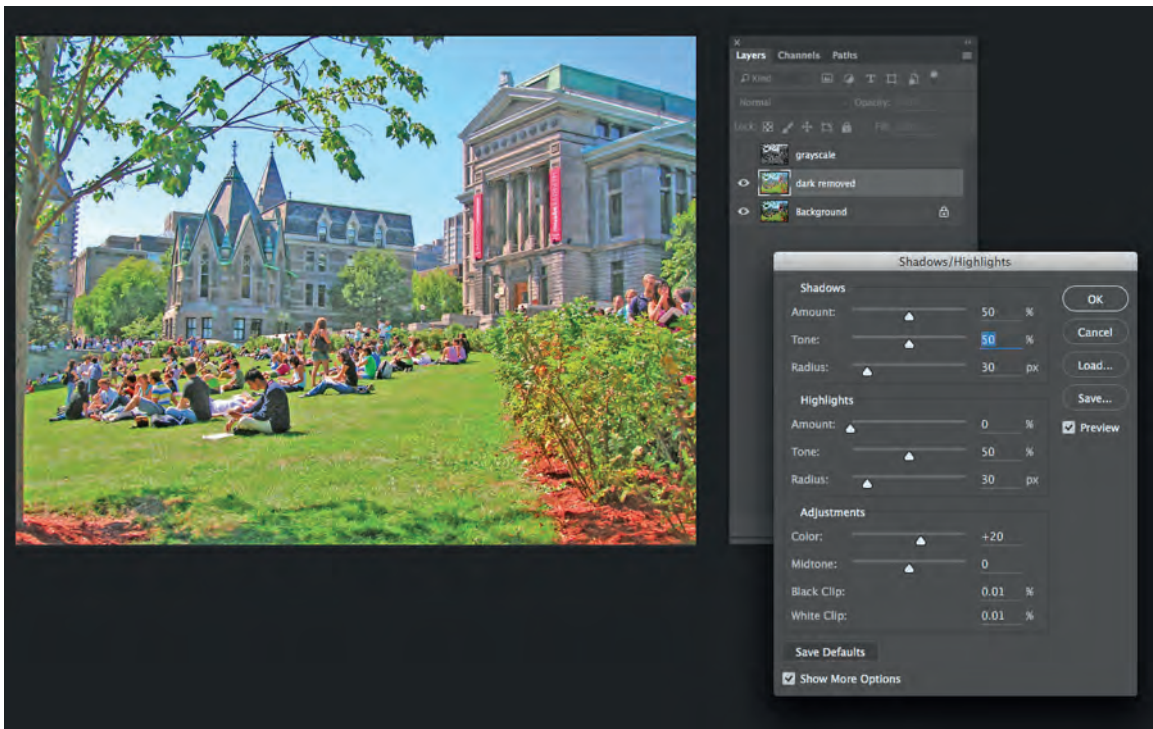 Layers Channels Paths
Kind
Normal Opacity:
Lock: Fill:
grayscale
dark removed
Background
Shadows/Highlights
Shadows
Amount: 50 %
Tone: 50 %
Radius: 30 px
Highlights
Amount: 0 %
Tone: 50 %
Radius: 30 px
Adjustments
Color: +20
Midtone: 0
Black Clip: 0.01 %
White Clip: 0.01 %
Save Defaults
Show More Options
OK
Cancel
Load...
Save...
Preview